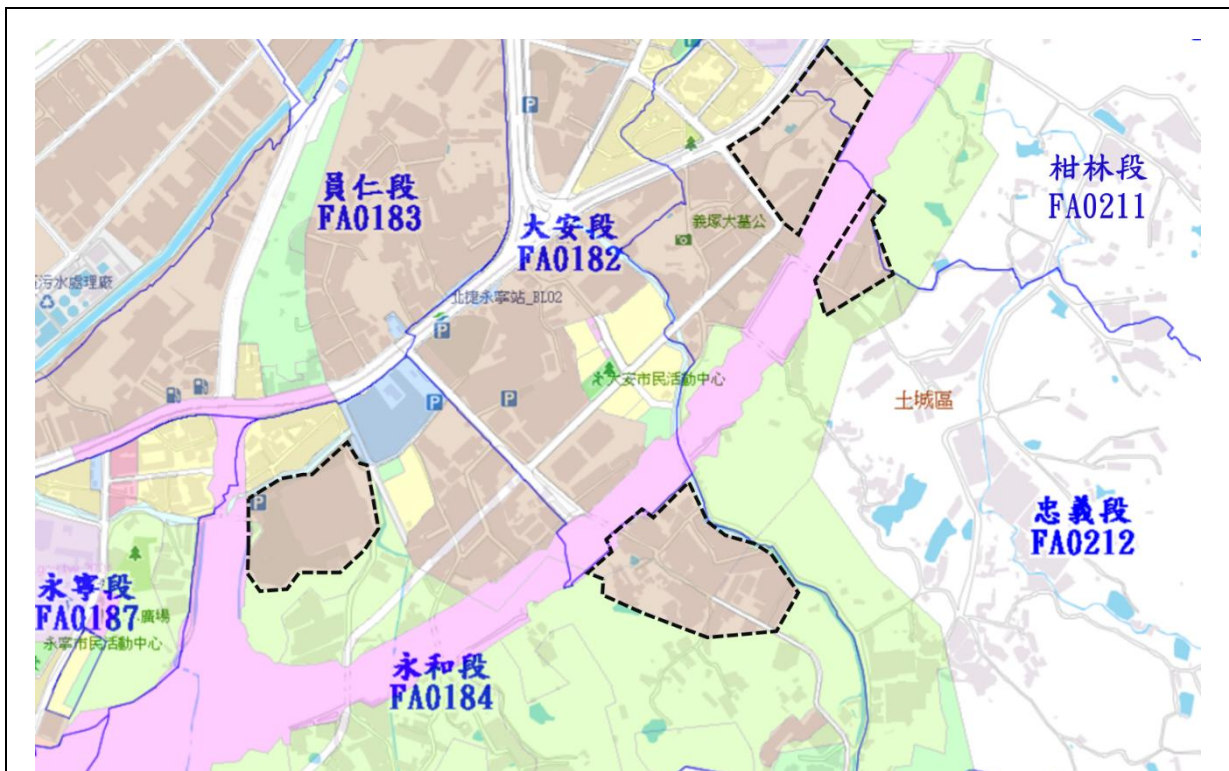 柑林段
FA0211
員仁段
FA0183
義塚大墓公
大安段
FA0182
污水處理廠
北捷永寧站_BL02
P
P
P
P
大安市民活動中心
土城區
P
忠義段
FA0212
永寧段
FA0187
廣場
永寧市民活動中心
永和段
FA0184